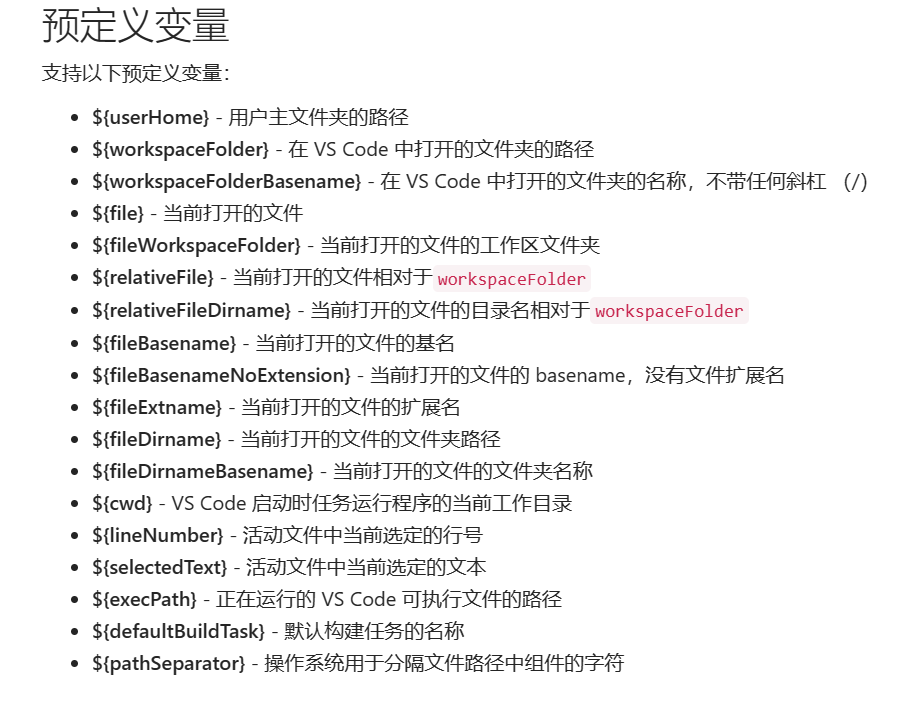 预定义变量
支持以下预定义变量：
• ${userHome} - 用户主文件夹的路径
• ${workspaceFolder} - 在 VS Code 中打开的文件夹的路径
• ${workspaceFolderBasename} - 在 VS Code 中打开的文件夹的名称，不带任何斜杠 （/）
• ${file} - 当前打开的文件
• ${fileWorkspaceFolder} - 当前打开的文件的工作区文件夹
• ${relativeFile} - 当前打开的文件相对于 workspaceFolder
• ${relativeFileDirname} - 当前打开的文件的目录名相对于 workspaceFolder
• ${fileBasename} - 当前打开的文件的基名
• ${fileBasenameNoExtension} - 当前打开的文件的 basename，没有文件扩展名
• ${fileExtname} - 当前打开的文件的扩展名
• ${fileDirname} - 当前打开的文件的文件夹路径
• ${fileDirnameBasename} - 当前打开的文件的文件夹名称
• ${cwd} - VS Code 启动时任务运行程序的当前工作目录
• ${lineNumber} - 活动文件中当前选定的行号
• ${selectedText} - 活动文件中当前选定的文本
• ${execPath} - 正在运行的 VS Code 可执行文件的路径
• ${defaultBuildTask} - 默认构建任务的名称
• ${pathSeparator} - 操作系统用于分隔文件路径中组件的字符